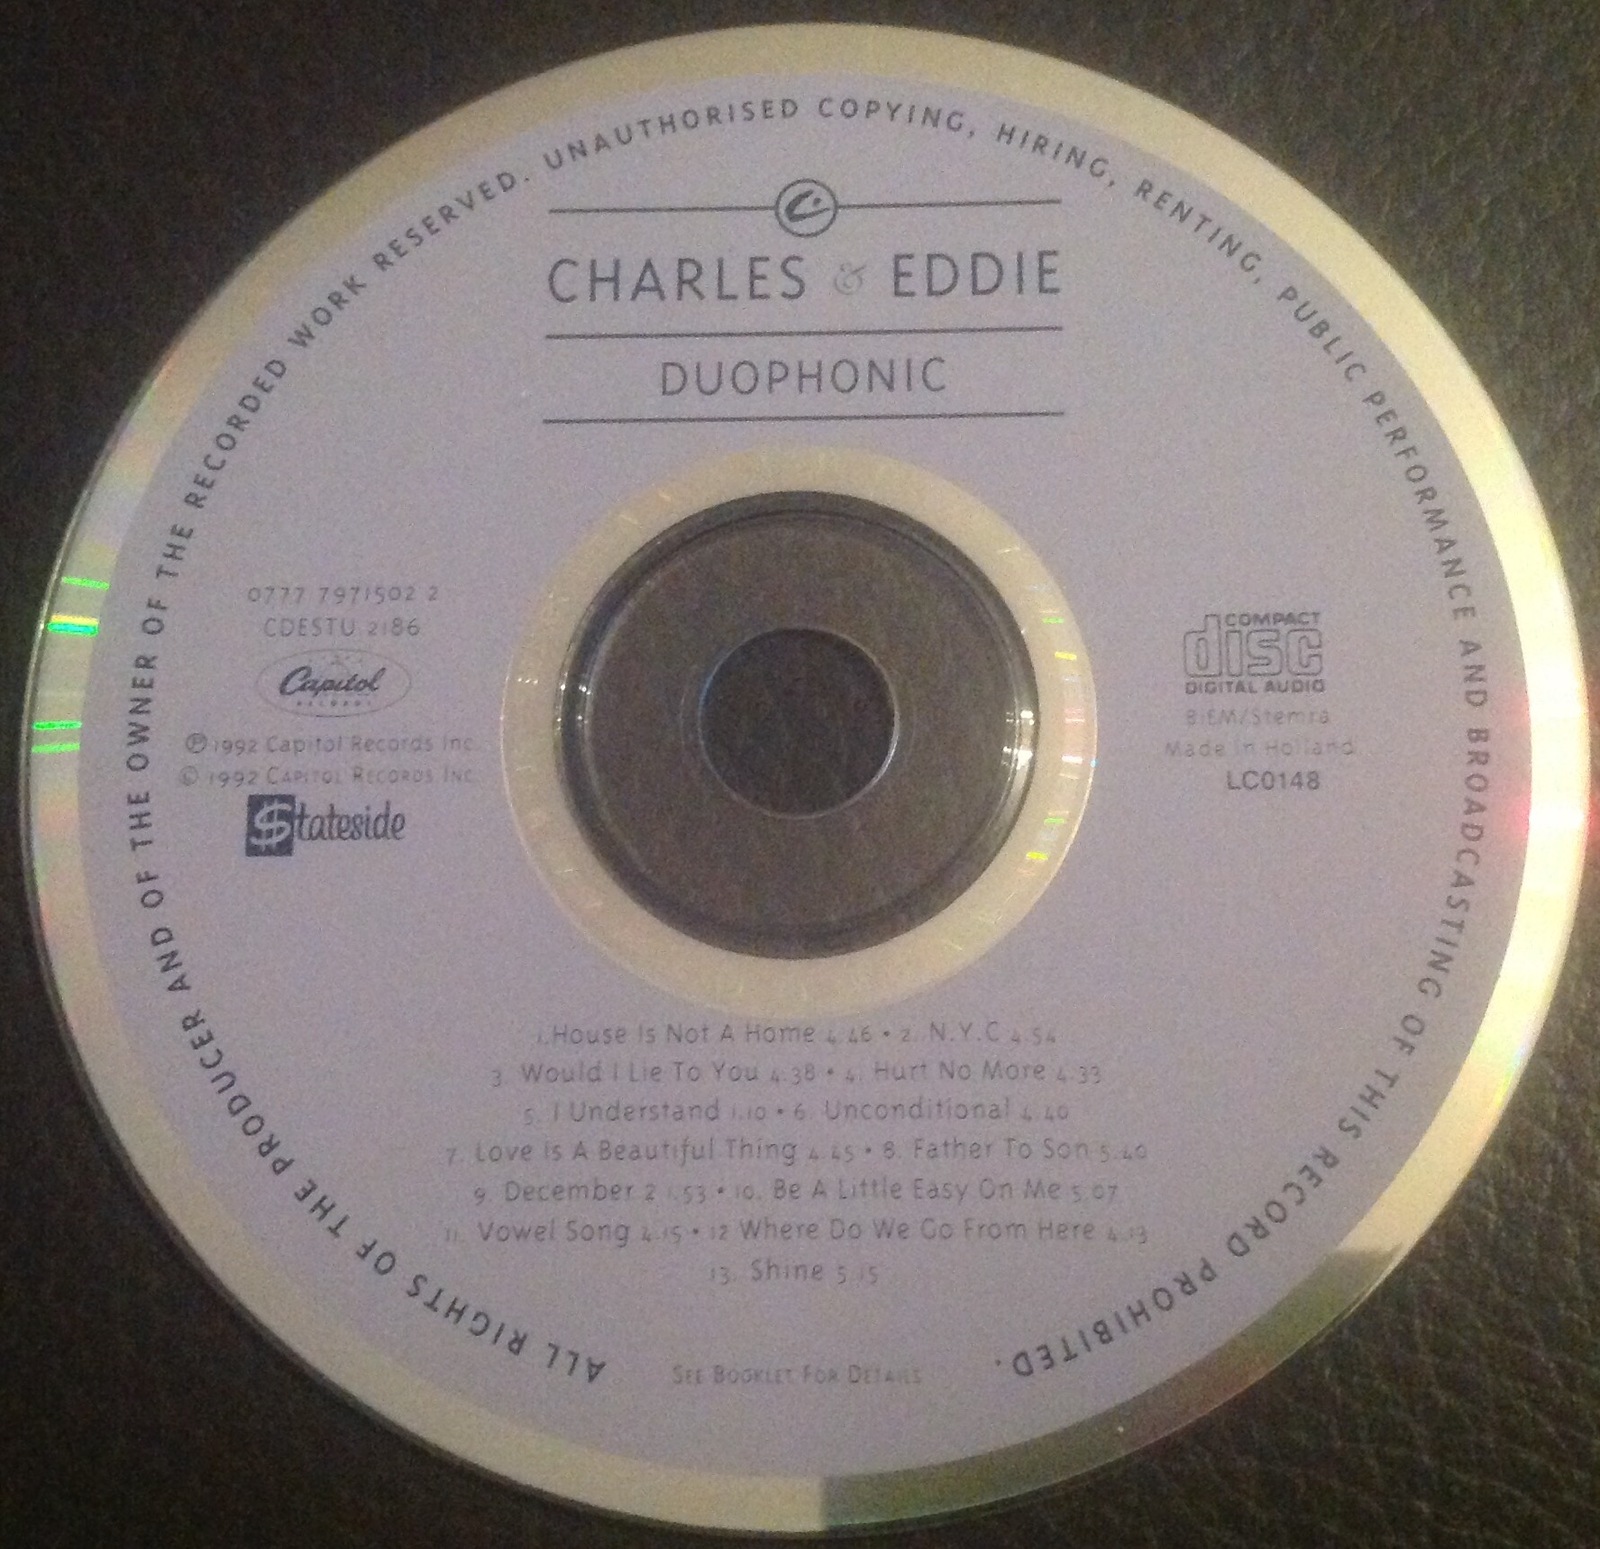 ALL RIGHTS OF THE PRODUCER AND OF THE OWNER OF THE RECORDED WORK RESERVED. UNAUTHORISED COPYING, HIRING, RENTING, PUBLIC PERFORMANCE AND BROADCASTING OF THIS RECORD PROHIBITED.
CHARLES & EDDIE
DUOPHONIC
0777 7971502 2
CDESTU 2186
Capitol
RECORDS
℗ 1992 Capitol Records Inc.
© 1992 CAPITOL RECORDS INC.
$tateside
COMPACT
disc
DIGITAL AUDIO
BIEM/Stemra
Made in Holland
LC0148
1. House Is Not A Home 4.46 • 2. N.Y.C 4.54
3. Would I Lie To You 4.38 • 4. Hurt No More 4.33
5. I Understand 1.10 • 6. Unconditional 4.40
7. Love Is A Beautiful Thing 4.45 • 8. Father To Son 5.40
9. December 2 1.53 • 10. Be A Little Easy On Me 5.07
11. Vowel Song 4.15 • 12 Where Do We Go From Here 4.13
13. Shine 5.15
SEE BOOKLET FOR DETAILS